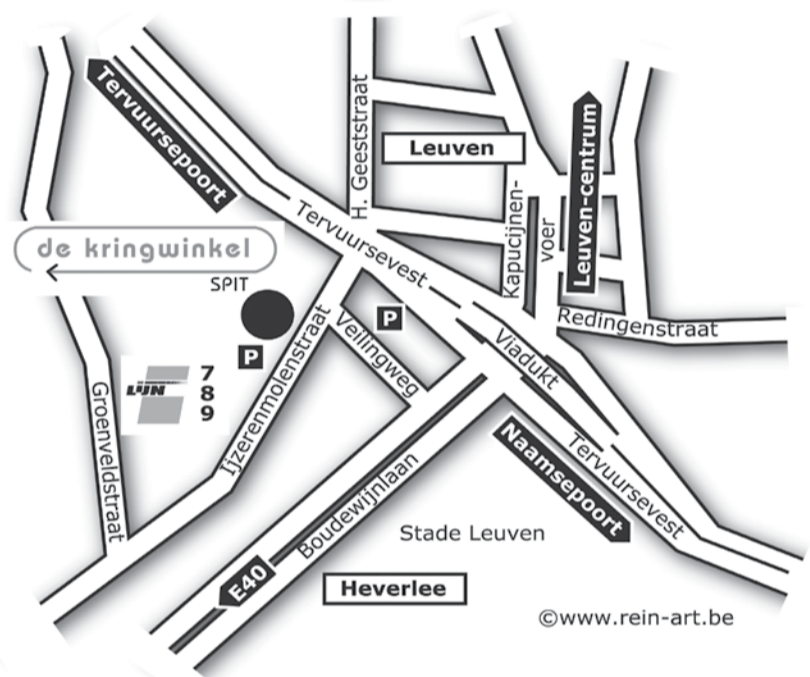 Tervuursepoort
H. Geeststraat
Leuven
Leuven-centrum
Kapucijnen-
voer
Tervuursevest
de kringwinkel
SPIT
P
P
Veilingweg
Redingenstraat
Viadukt
LIJN
7
8
9
Ijzerenmolenstraat
Groenveldstraat
Naamsepoort
Tervuursevest
Boudewijnlaan
Stade Leuven
E40
Heverlee
©www.rein-art.be